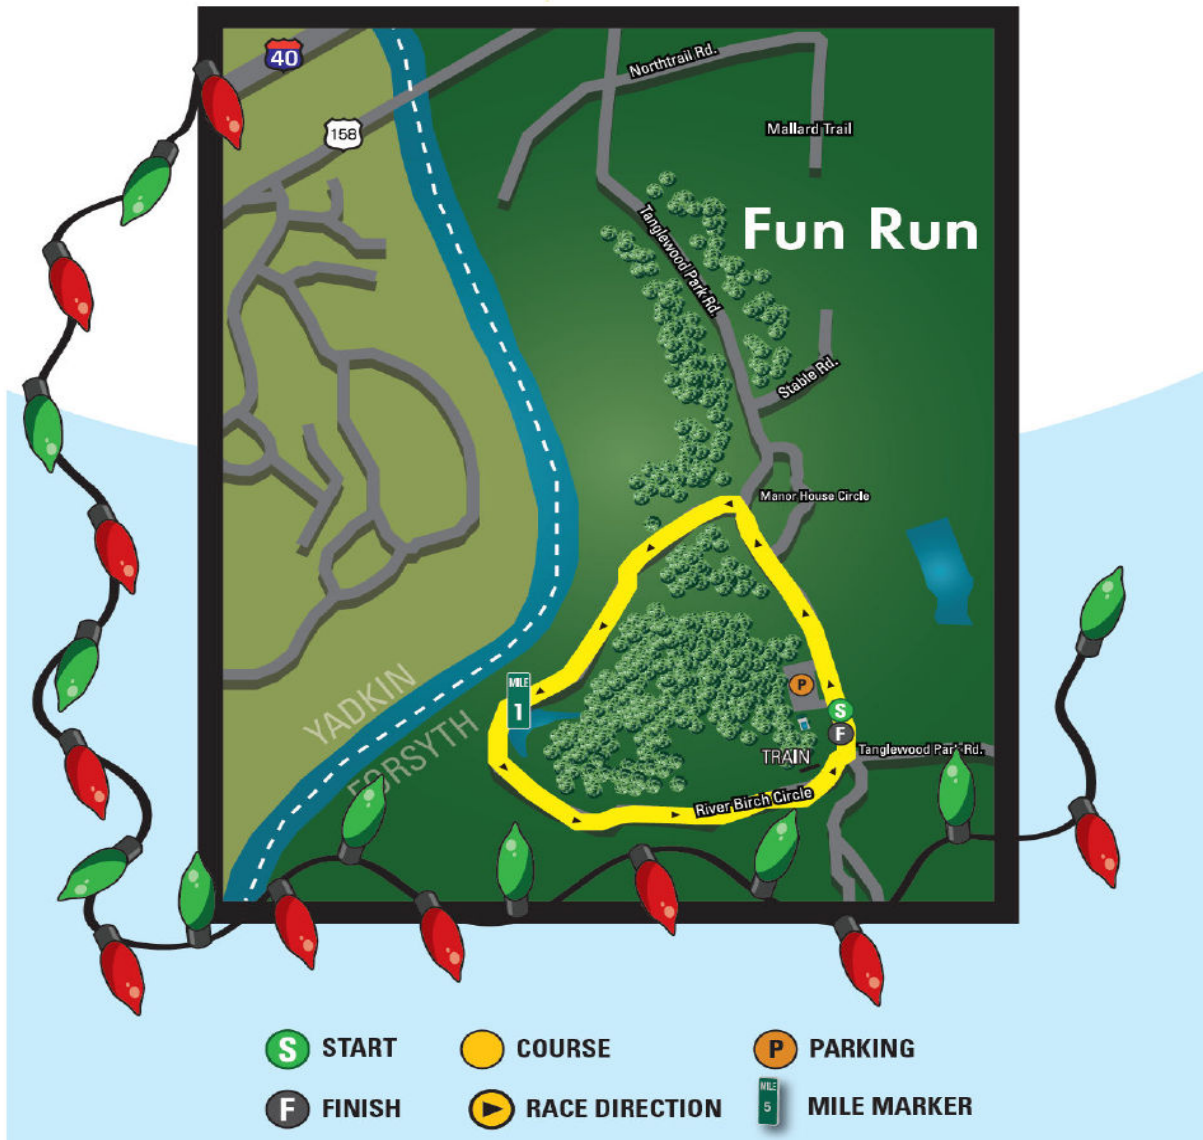 40
158
Northtrail Rd.
Mallard Trail
Fun Run
Tanglewood Park Rd.
Stable Rd.
Manor House Circle
MILE
1
P
S
F
YADKIN
FORSYTH
TRAIN
Tanglewood Park Rd.
River Birch Circle
S START
COURSE
P PARKING
F FINISH
RACE DIRECTION
MILE
5
MILE MARKER